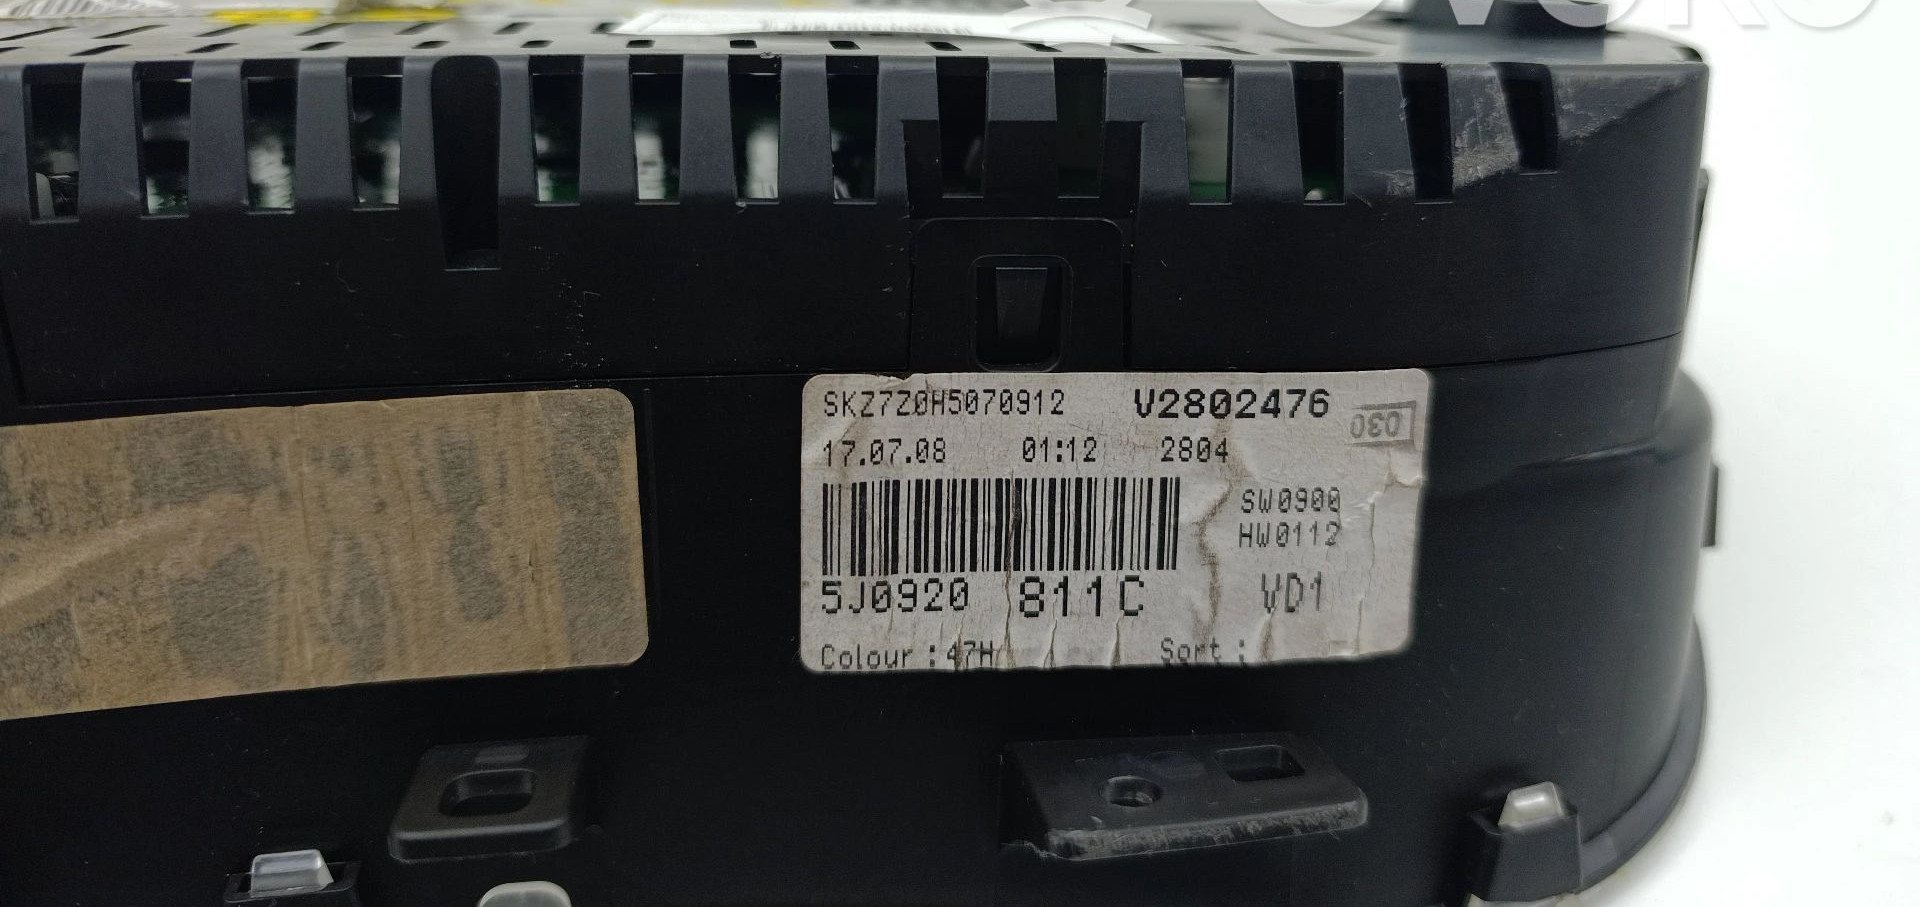 SKZ7Z0H5070912 V2802476 030
17.07.08 01:12 2804
SW0900
HW0112
5J0920 811C VD1
Colour : 47H Sort :